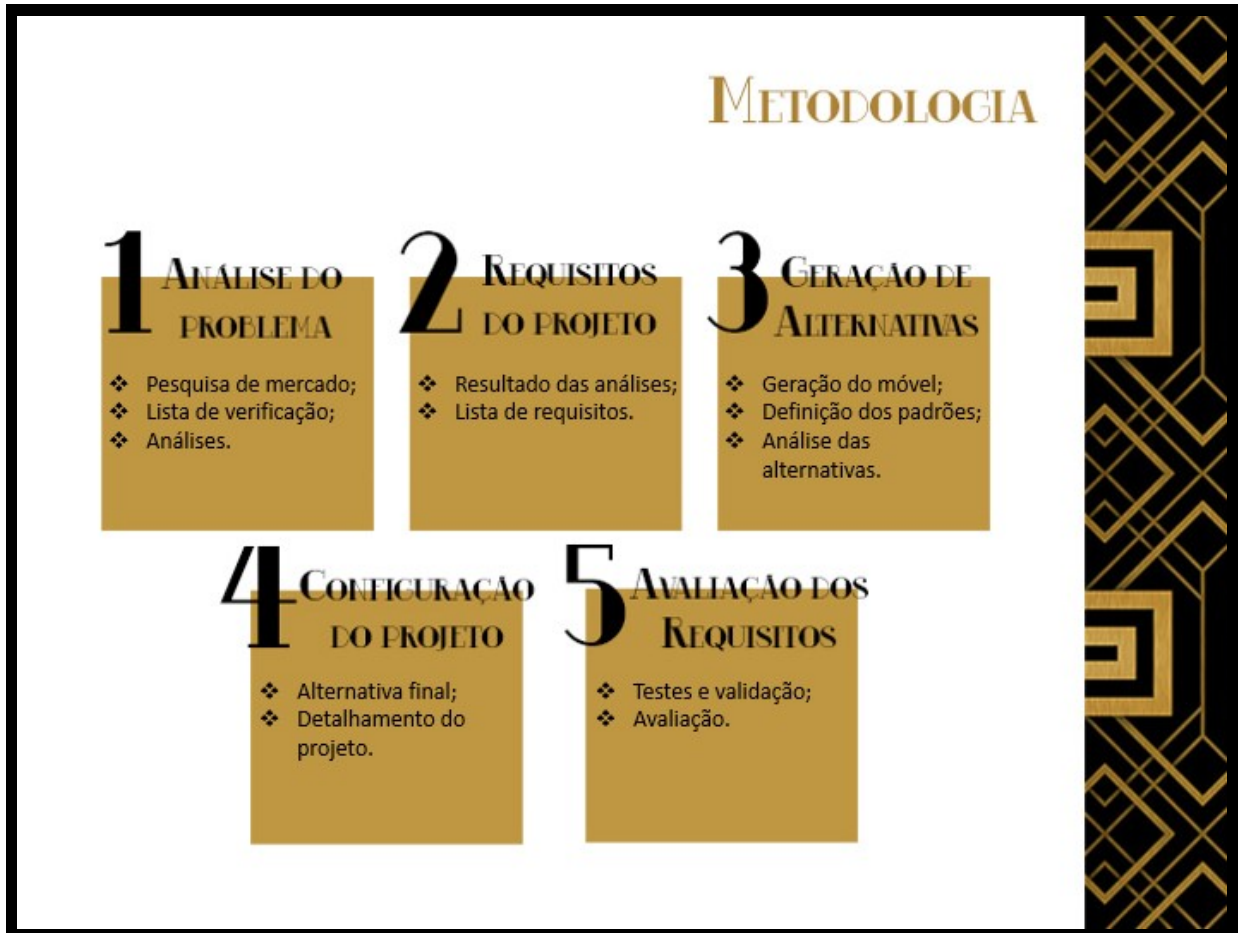 METODOLOGIA
1 ANÁLISE DO
PROBLEMA
❖ Pesquisa de mercado;
❖ Lista de verificação;
❖ Análises.
2 REQUISITOS
DO PROJETO
❖ Resultado das análises;
❖ Lista de requisitos.
3 GERAÇÃO DE
ALTERNATIVAS
❖ Geração do móvel;
❖ Definição dos padrões;
❖ Análise das
alternativas.
4 CONFIGURAÇÃO
DO PROJETO
❖ Alternativa final;
❖ Detalhamento do
projeto.
5 AVALIAÇÃO DOS
REQUISITOS
❖ Testes e validação;
❖ Avaliação.